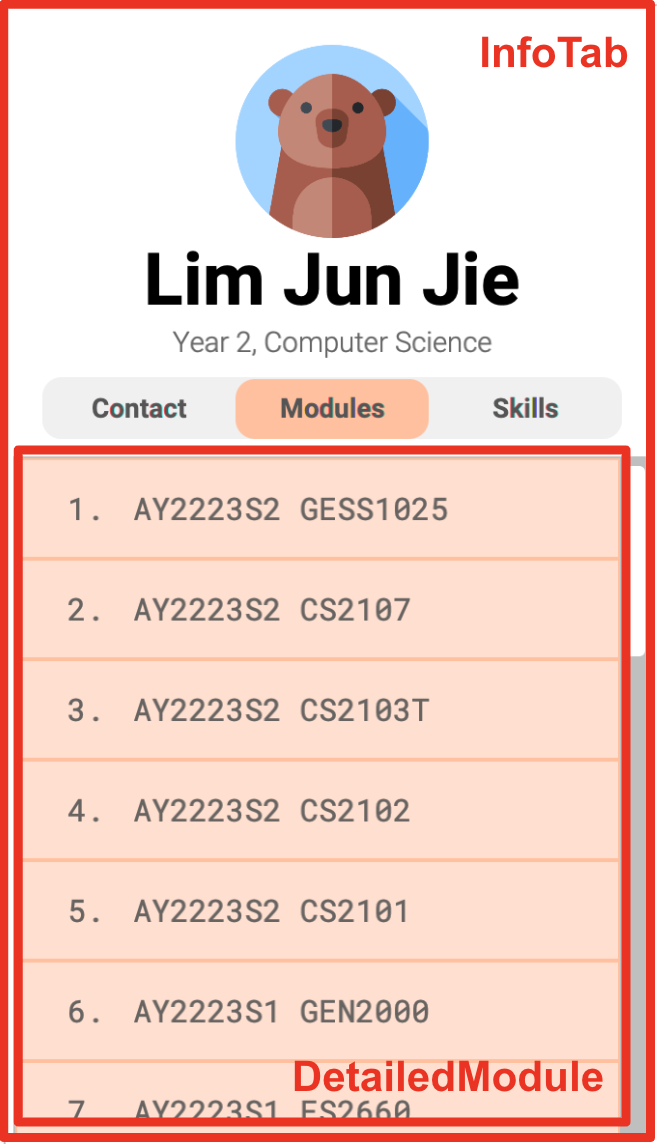 InfoTab
Lim Jun Jie
Year 2, Computer Science
Contact Modules Skills
1. AY2223S2 GESS1025
2. AY2223S2 CS2107
3. AY2223S2 CS2103T
4. AY2223S2 CS2102
5. AY2223S2 CS2101
6. AY2223S1 GEN2000
DetailedModule
7. AY2223S1 ES2660